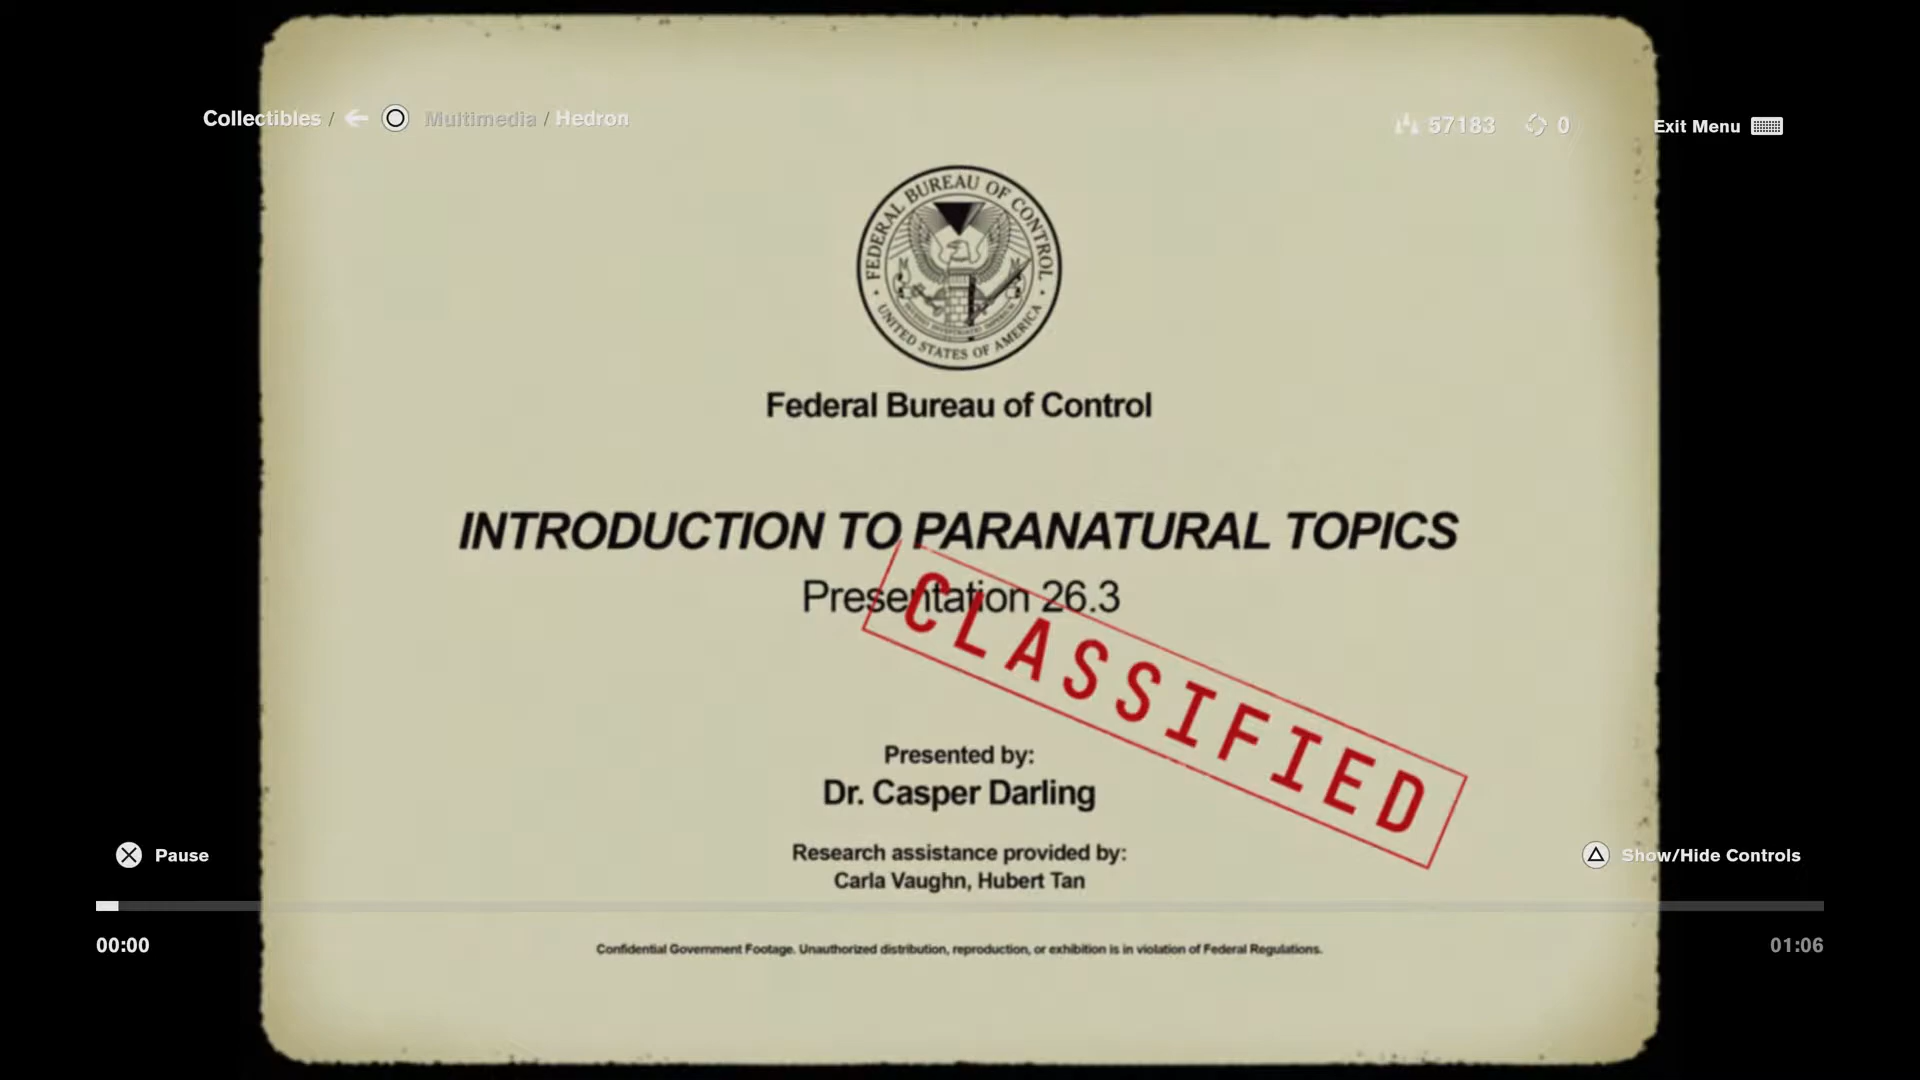 Collectibles / Multimedia / Hedron
57183
0
Exit Menu
FEDERAL BUREAU OF CONTROL
UNITED STATES OF AMERICA
Federal Bureau of Control
INTRODUCTION TO PARANATURAL TOPICS
Presentation 26.3
CLASSIFIED
Presented by:
Dr. Casper Darling
Pause
Show/Hide Controls
Research assistance provided by:
Carla Vaughn, Hubert Tan
00:00
01:06
Confidential Government Footage. Unauthorized distribution, reproduction, or exhibition is in violation of Federal Regulations.